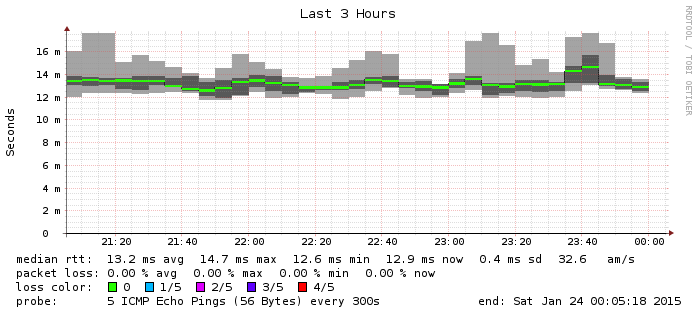 Last 3 Hours
RRDTOOL / TOBI OETIKER
Seconds
16 m
14 m
12 m
10 m
8 m
6 m
4 m
2 m
0
21:20 21:40 22:00 22:20 22:40 23:00 23:20 23:40 00:00
median rtt: 13.2 ms avg 14.7 ms max 12.6 ms min 12.9 ms now 0.4 ms sd 32.6 am/s
packet loss: 0.00 % avg 0.00 % max 0.00 % min 0.00 % now
loss color: 0 1/5 2/5 3/5 4/5
probe: 5 ICMP Echo Pings (56 Bytes) every 300s end: Sat Jan 24 00:05:18 2015